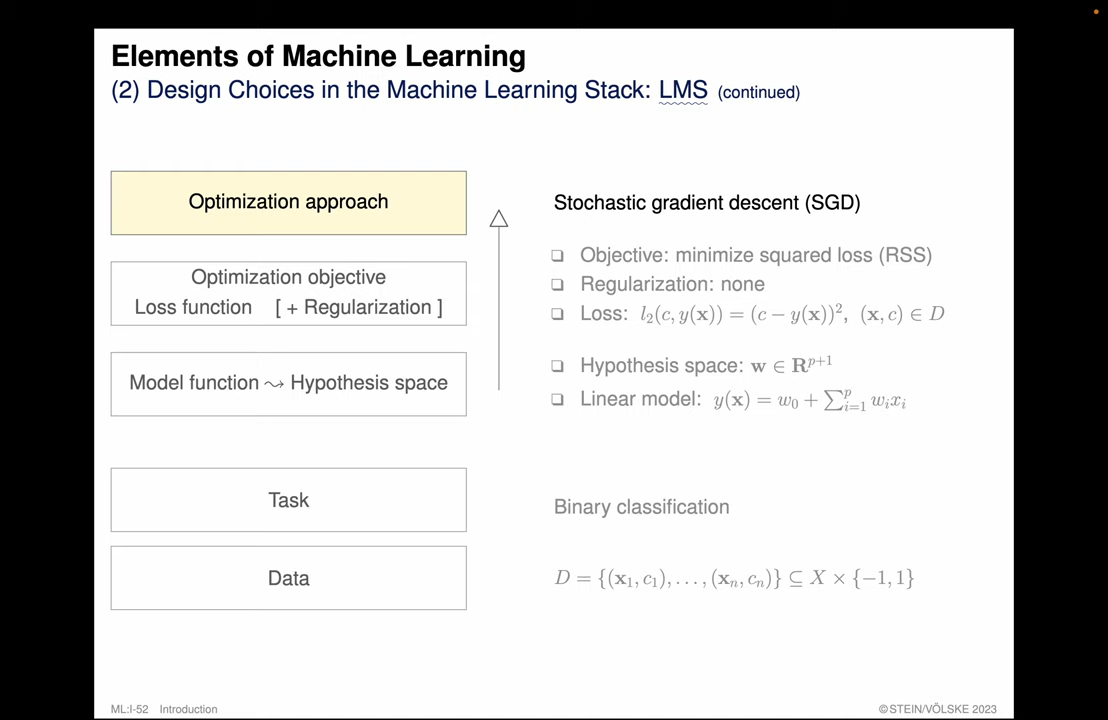 Elements of Machine Learning
(2) Design Choices in the Machine Learning Stack: LMS (continued)
Optimization approach
Stochastic gradient descent (SGD)
Optimization objective
Loss function [ + Regularization ]
❑ Objective: minimize squared loss (RSS)
❑ Regularization: none
❑ Loss: l₂(c, y(𝐱)) = (c − y(𝐱))², (𝐱, c) ∈ D
Model function ⤳ Hypothesis space
❑ Hypothesis space: 𝐰 ∈ 𝐑ᵖ⁺¹
❑ Linear model: y(𝐱) = w₀ + ∑ᵢ₌₁ᵖ wᵢxᵢ
Task
Binary classification
Data
D = {(𝐱₁, c₁), . . . , (𝐱ₙ, cₙ)} ⊆ X × {−1, 1}
ML:I-52 Introduction
©STEIN/VÖLSKE 2023